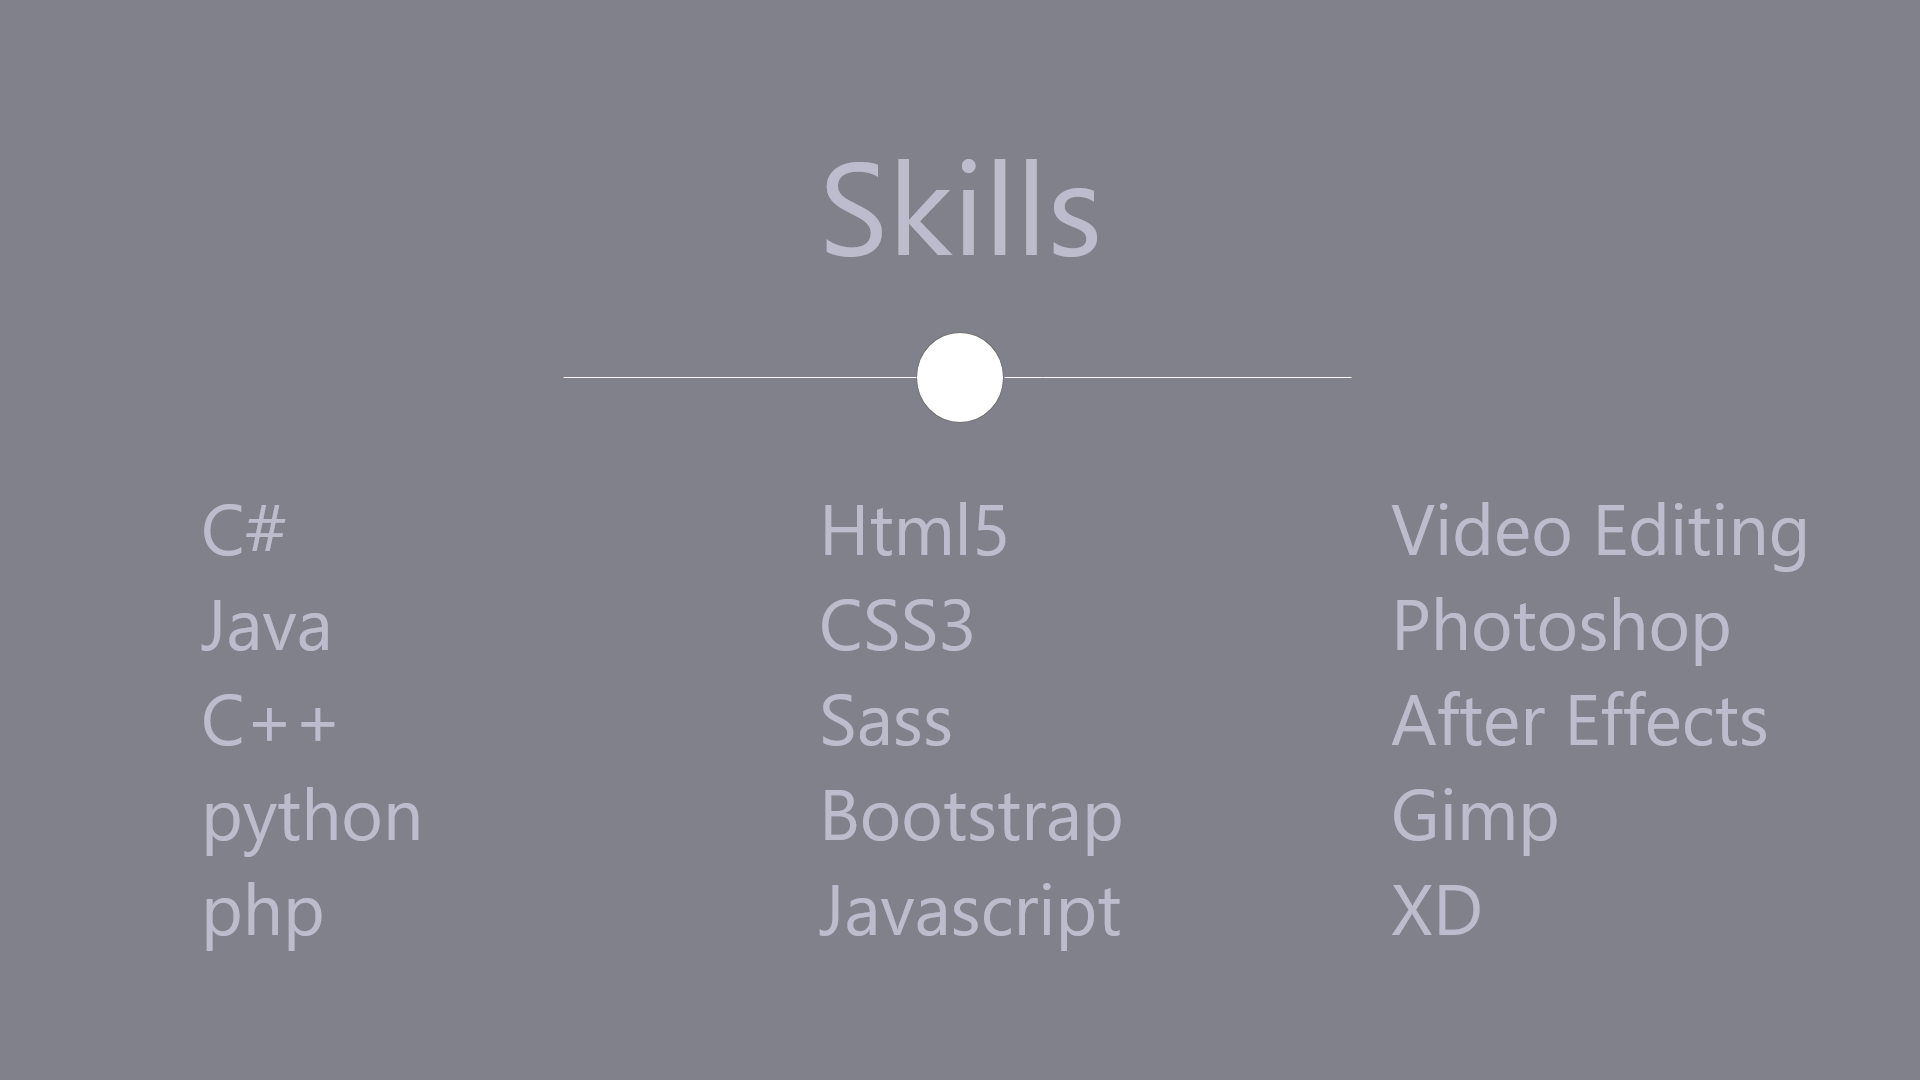 Skills
C#
Java
C++
python
php
Html5
CSS3
Sass
Bootstrap
Javascript
Video Editing
Photoshop
After Effects
Gimp
XD